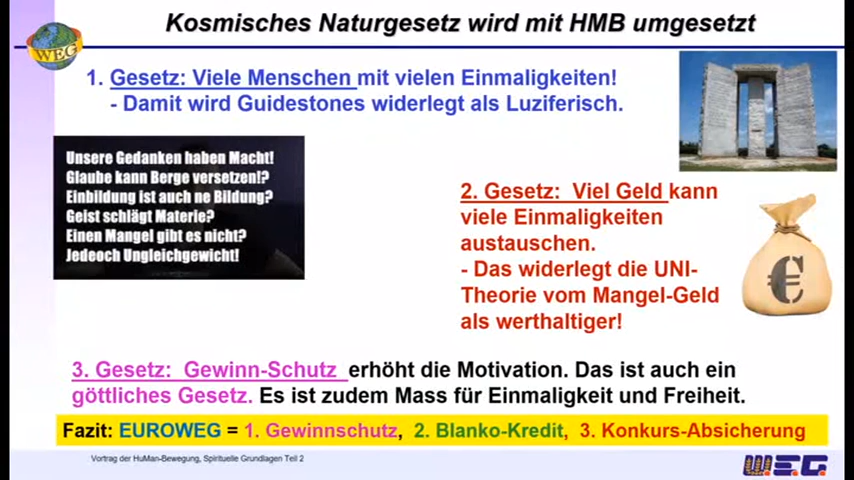 Kosmisches Naturgesetz wird mit HMB umgesetzt
WEG
1. Gesetz: Viele Menschen mit vielen Einmaligkeiten!
- Damit wird Guidestones widerlegt als Luziferisch.
Unsere Gedanken haben Macht!
Glaube kann Berge versetzen!?
Einbildung ist auch ne Bildung?
Geist schlägt Materie?
Einen Mangel gibt es nicht?
Jedoch Ungleichgewicht!
2. Gesetz: Viel Geld kann
viele Einmaligkeiten
austauschen.
- Das widerlegt die UNI-
Theorie vom Mangel-Geld
als werthaltiger!
€
3. Gesetz: Gewinn-Schutz erhöht die Motivation. Das ist auch ein
göttliches Gesetz. Es ist zudem Mass für Einmaligkeit und Freiheit.
Fazit: EUROWEG = 1. Gewinnschutz, 2. Blanko-Kredit, 3. Konkurs-Absicherung
Vortrag der HuMan-Bewegung, Spirituelle Grundlagen Teil 2
W.E.G.